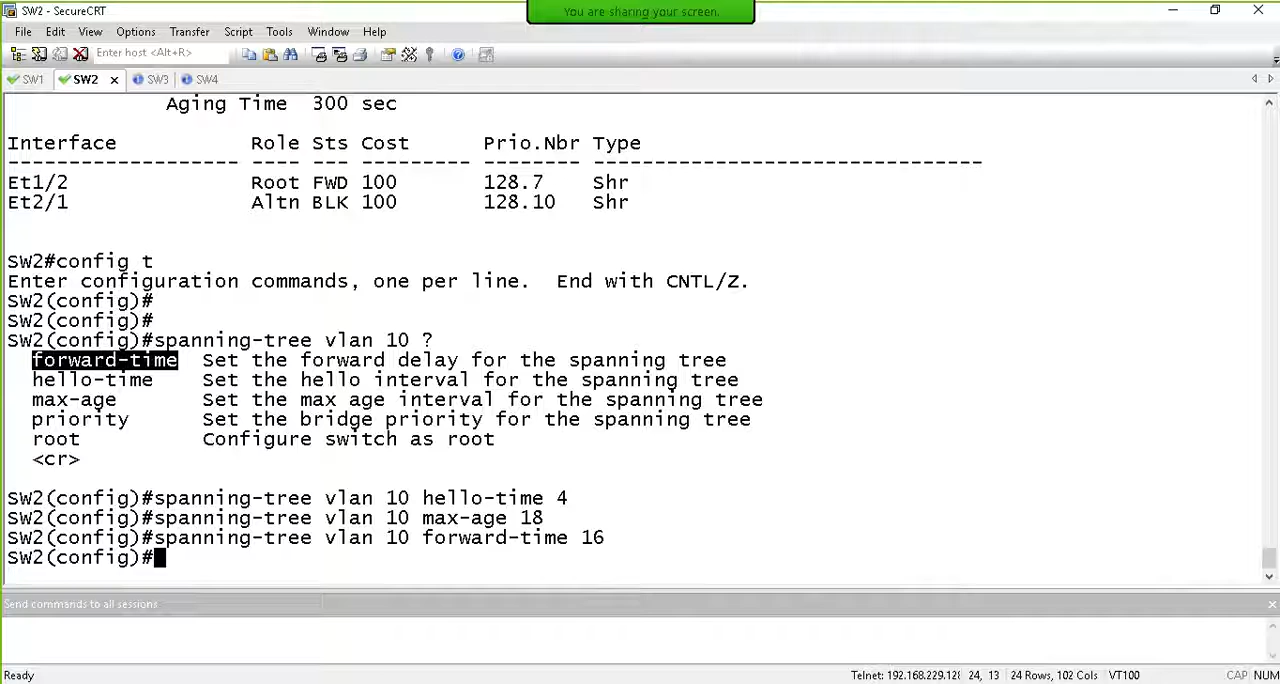 SW2 - SecureCRT
You are sharing your screen.
File Edit View Options Transfer Script Tools Window Help
Enter host <Alt+R>
SW1 SW2 SW3 SW4
Aging Time 300 sec
Interface Role Sts Cost Prio.Nbr Type
------------------- ---- --- --------- -------- --------------------------------
Et1/2 Root FWD 100 128.7 Shr
Et2/1 Altn BLK 100 128.10 Shr
SW2#config t
Enter configuration commands, one per line. End with CNTL/Z.
SW2(config)#
SW2(config)#
SW2(config)#spanning-tree vlan 10 ?
forward-time Set the forward delay for the spanning tree
hello-time Set the hello interval for the spanning tree
max-age Set the max age interval for the spanning tree
priority Set the bridge priority for the spanning tree
root Configure switch as root
<cr>
SW2(config)#spanning-tree vlan 10 hello-time 4
SW2(config)#spanning-tree vlan 10 max-age 18
SW2(config)#spanning-tree vlan 10 forward-time 16
SW2(config)#
Send commands to all sessions
Ready Telnet: 192.168.229.12 24, 13 24 Rows, 102 Cols VT100 CAP NUM